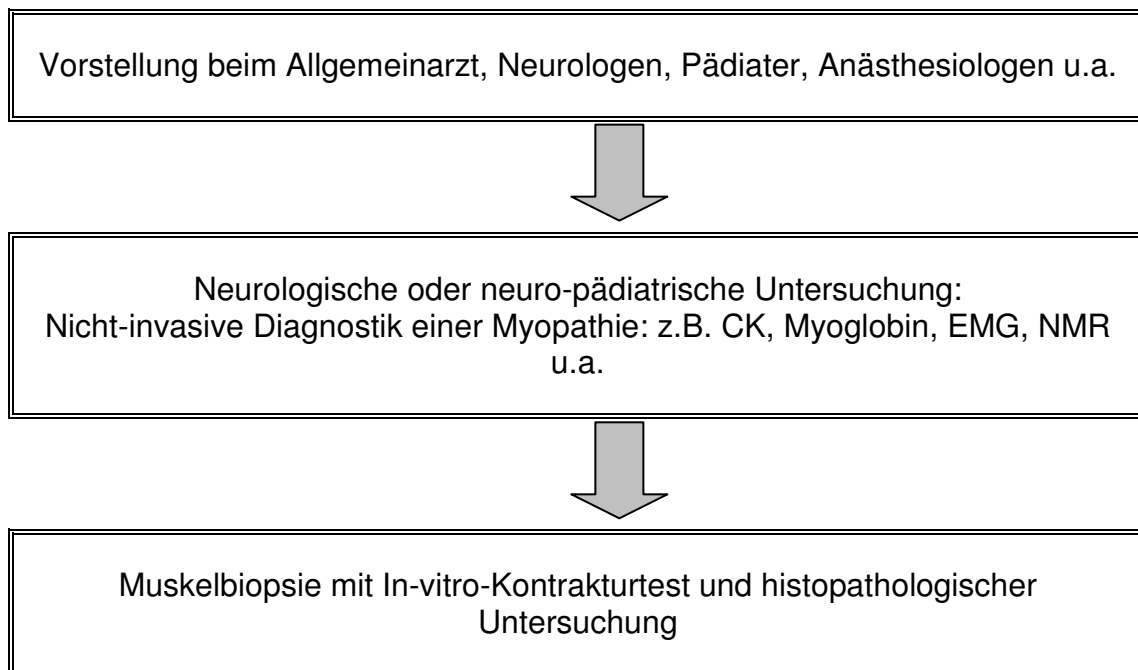 Vorstellung beim Allgemeinarzt, Neurologen, Pädiater, Anästhesiologen u.a.
Neurologische oder neuro-pädiatrische Untersuchung:
Nicht-invasive Diagnostik einer Myopathie: z.B. CK, Myoglobin, EMG, NMR
u.a.
Muskelbiopsie mit In-vitro-Kontrakturtest und histopathologischer
Untersuchung